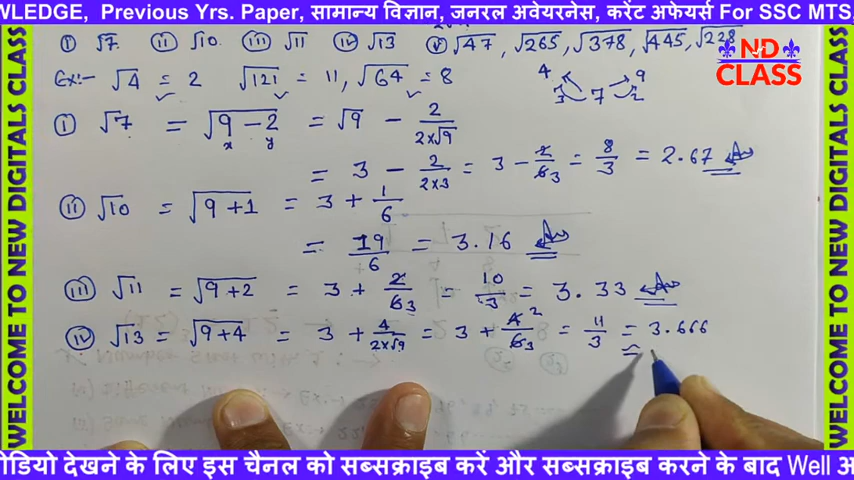 WLEDGE, Previous Yrs. Paper, सामान्य विज्ञान, जनरल अवेयरनेस, करेंट अफेयर्स For SSC MTS,
ND CLASS
WELCOME TO NEW DIGITALS CLASS
WELCOME TO NEW DIGITALS CLASS
(i) √7 (ii) √10 (iii) √11 (iv) √13 (v) √47, √265, √378, √445, √228
Ex:- √4 = 2 √121 = 11, √64 = 8
4 9
3 7 2
(i) √7 = √9-2 = √9 - 2/2×√9
x y
= 3 - 2/2×3 = 3 - 2/6 3 = 8/3 = 2.67 Ans
(ii) √10 = √9+1 = 3 + 1/6
= 19/6 = 3.16 Ans
(iii) √11 = √9+2 = 3 + 2/6 3 = 10/3 = 3.33 Ans
(iv) √13 = √9+4 = 3 + 4/2×√9 = 3 + 4 2/6 3 = 11/3 = 3.666
ीडियो देखने के लिए इस चैनल को सब्सक्राइब करें और सब्सक्राइब करने के बाद Well अ